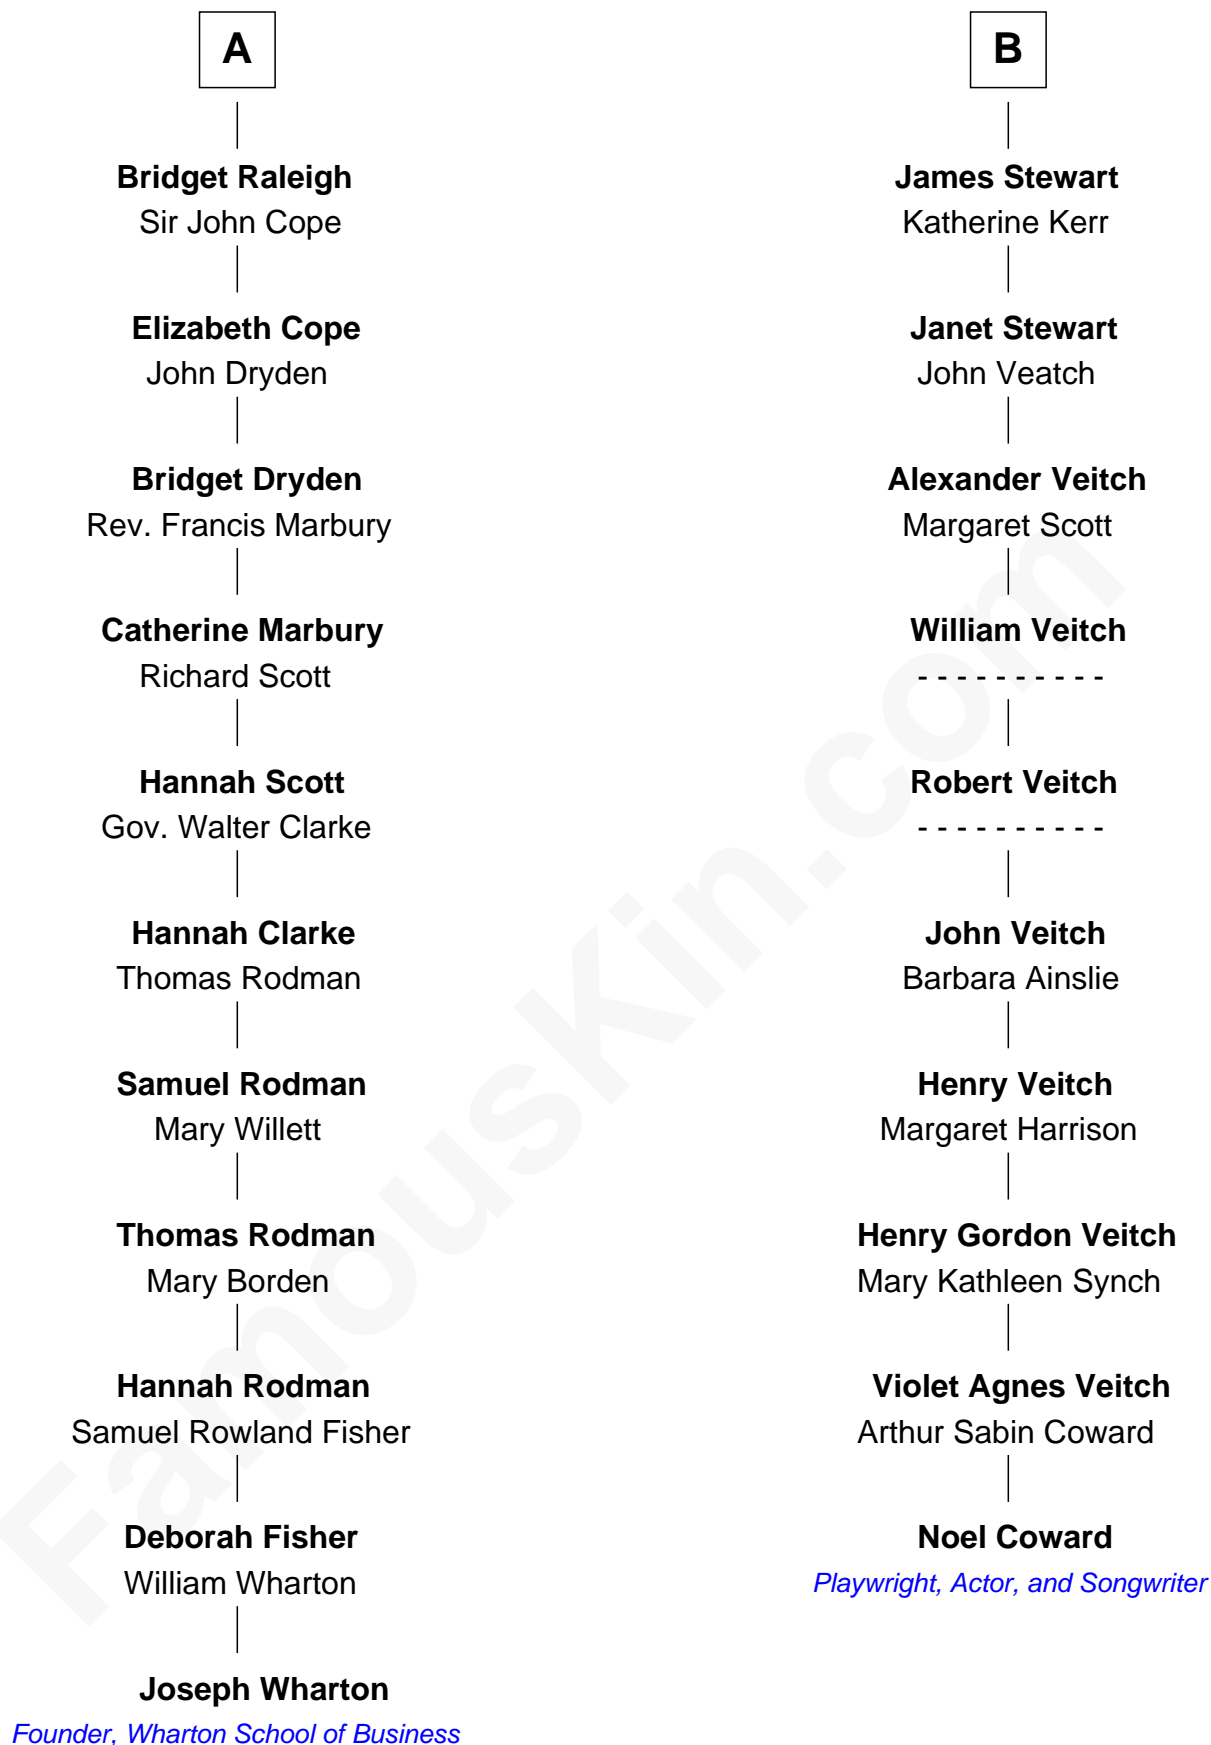 A
Bridget Raleigh
Sir John Cope
Elizabeth Cope
John Dryden
Bridget Dryden
Rev. Francis Marbury
Catherine Marbury
Richard Scott
Hannah Scott
Gov. Walter Clarke
Hannah Clarke
Thomas Rodman
Samuel Rodman
Mary Willett
Thomas Rodman
Mary Borden
Hannah Rodman
Samuel Rowland Fisher
Deborah Fisher
William Wharton
Joseph Wharton
Founder, Wharton School of Business
B
James Stewart
Katherine Kerr
Janet Stewart
John Veatch
Alexander Veitch
Margaret Scott
William Veitch
- - - - - - - - - -
Robert Veitch
- - - - - - - - - -
John Veitch
Barbara Ainslie
Henry Veitch
Margaret Harrison
Henry Gordon Veitch
Mary Kathleen Synch
Violet Agnes Veitch
Arthur Sabin Coward
Noel Coward
Playwright, Actor, and Songwriter
FamousKin.com